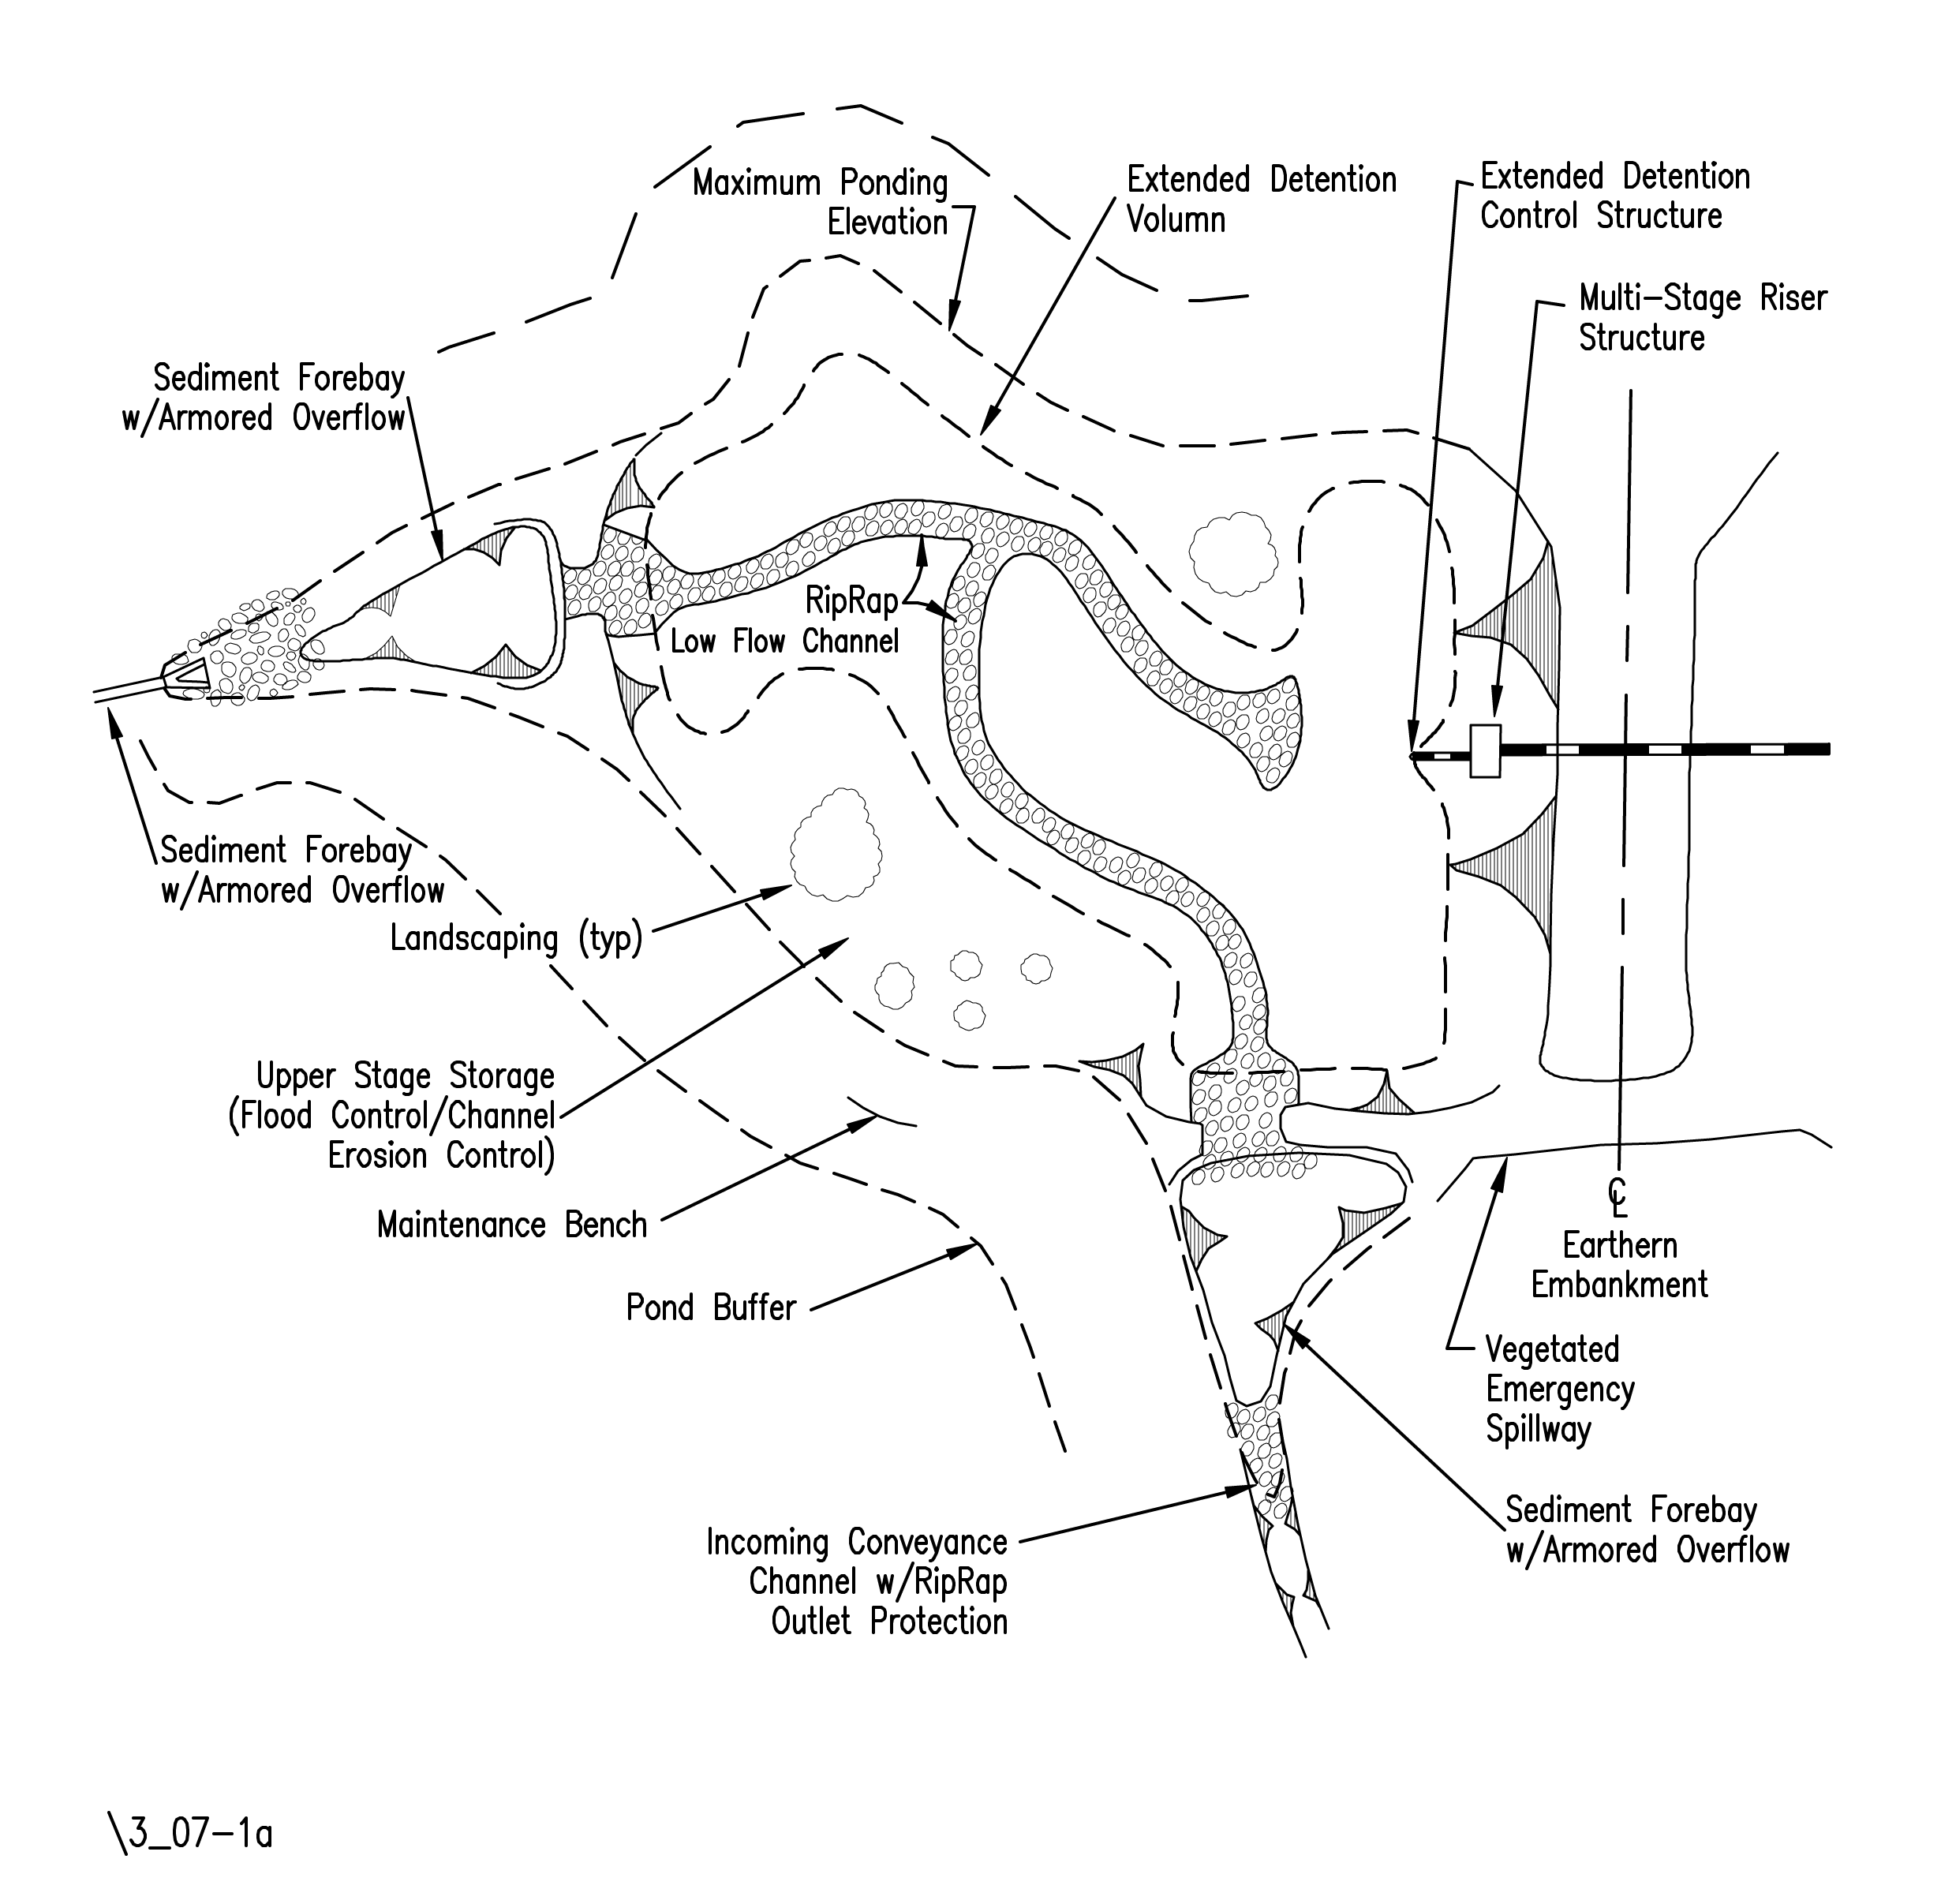 Maximum Ponding
Elevation
Extended Detention
Volumn
Extended Detention
Control Structure
Multi-Stage Riser
Structure
Sediment Forebay
w/Armored Overflow
RipRap
Low Flow Channel
Sediment Forebay
w/Armored Overflow
Landscaping (typ)
Upper Stage Storage
(Flood Control/Channel
Erosion Control)
Maintenance Bench
Pond Buffer
CL
Earthern
Embankment
Vegetated
Emergency
Spillway
Sediment Forebay
w/Armored Overflow
Incoming Conveyance
Channel w/RipRap
Outlet Protection
\3_07-1a